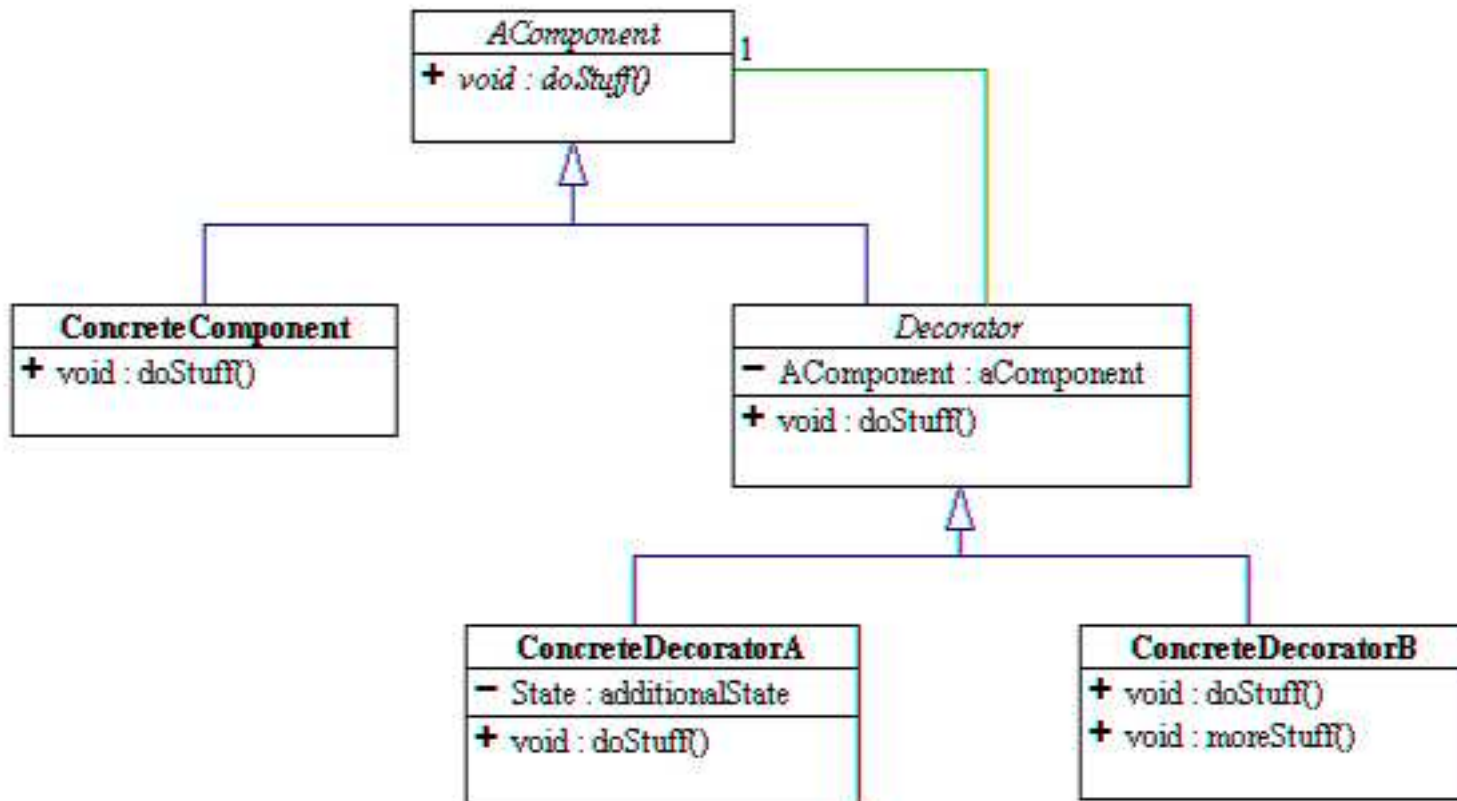 AComponent
+ void : doStuff()
1
ConcreteComponent
+ void : doStuff()
Decorator
- AComponent : aComponent
+ void : doStuff()
ConcreteDecoratorA
- State : additionalState
+ void : doStuff()
ConcreteDecoratorB
+ void : doStuff()
+ void : moreStuff()